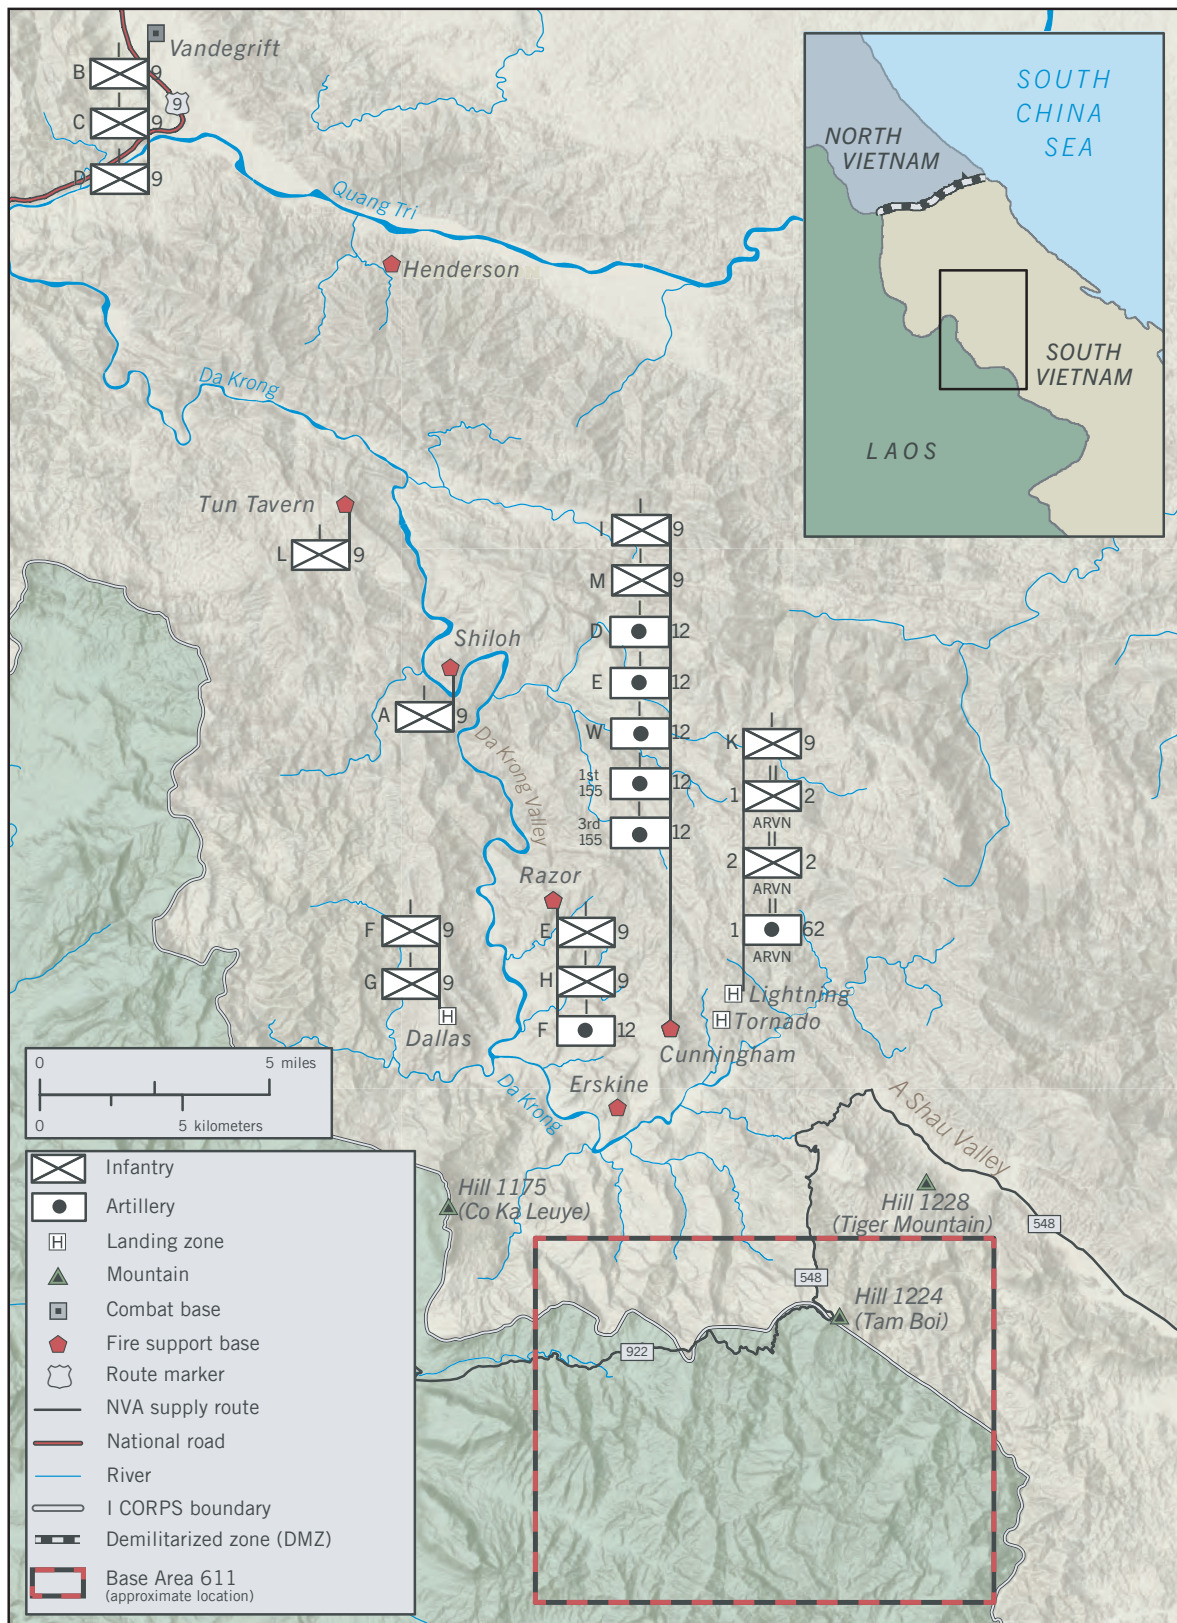 Vandegrift
B 9
9
C 9
D 9
Quang Tri
Henderson
Da Krong
SOUTH
CHINA
SEA
NORTH
VIETNAM
SOUTH
VIETNAM
LAOS
Tun Tavern
L 9
I 9
M 9
D 12
E 12
W 12
1st
155 12
3rd
155 12
Shiloh
A 9
Da Krong Valley
K 9
1 2
ARVN
2 2
ARVN
1 62
ARVN
Razor
E 9
H 9
F 12
F 9
G 9
H
Dallas
H Lightning
H Tornado
Cunningham
Erskine
Da Krong
A Shau Valley
Hill 1175
(Co Ka Leuye)
Hill 1228
(Tiger Mountain)
548
548
Hill 1224
(Tam Boi)
922
0 5 miles
0 5 kilometers
Infantry
Artillery
H Landing zone
Mountain
Combat base
Fire support base
Route marker
NVA supply route
National road
River
I CORPS boundary
Demilitarized zone (DMZ)
Base Area 611
(approximate location)